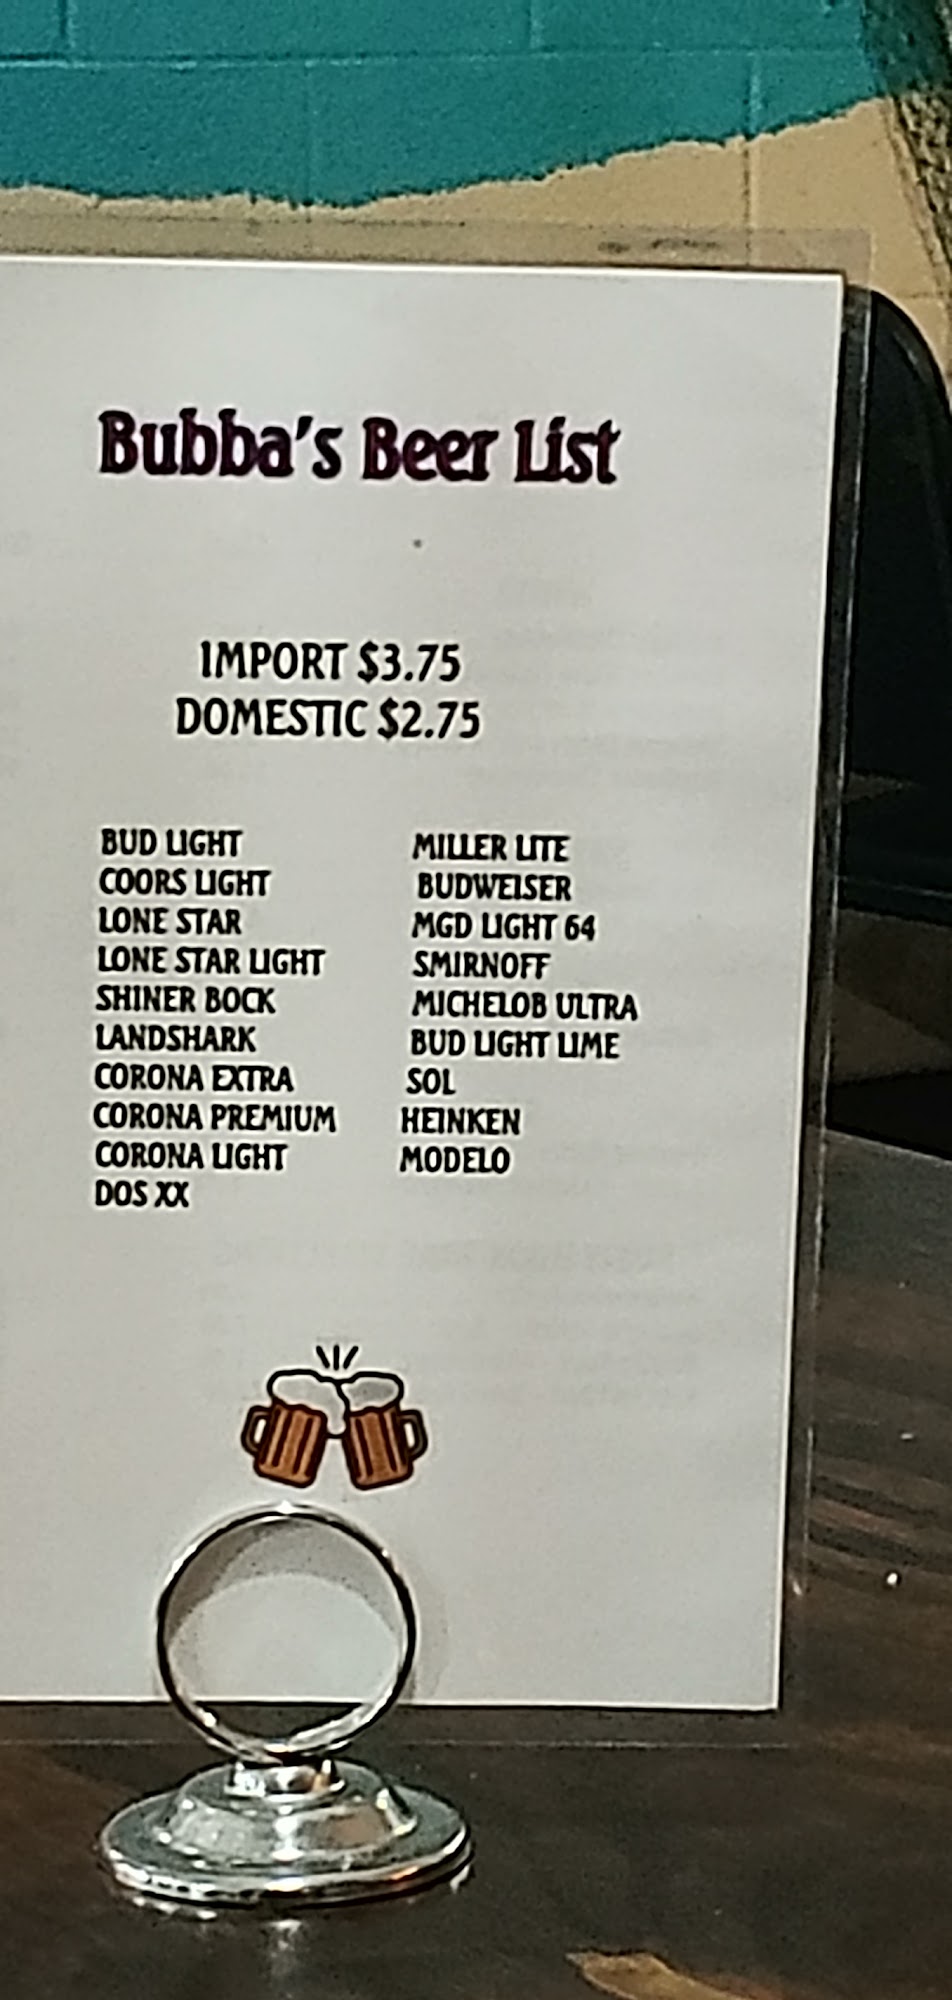 Bubba's Beer List
IMPORT $3.75
DOMESTIC $2.75
BUD LIGHT
COORS LIGHT
LONE STAR
LONE STAR LIGHT
SHINER BOCK
LANDSHARK
CORONA EXTRA
CORONA PREMIUM
CORONA LIGHT
DOS XX
MILLER LITE
BUDWEISER
MGD LIGHT 64
SMIRNOFF
MICHELOB ULTRA
BUD LIGHT LIME
SOL
HEINKEN
MODELO